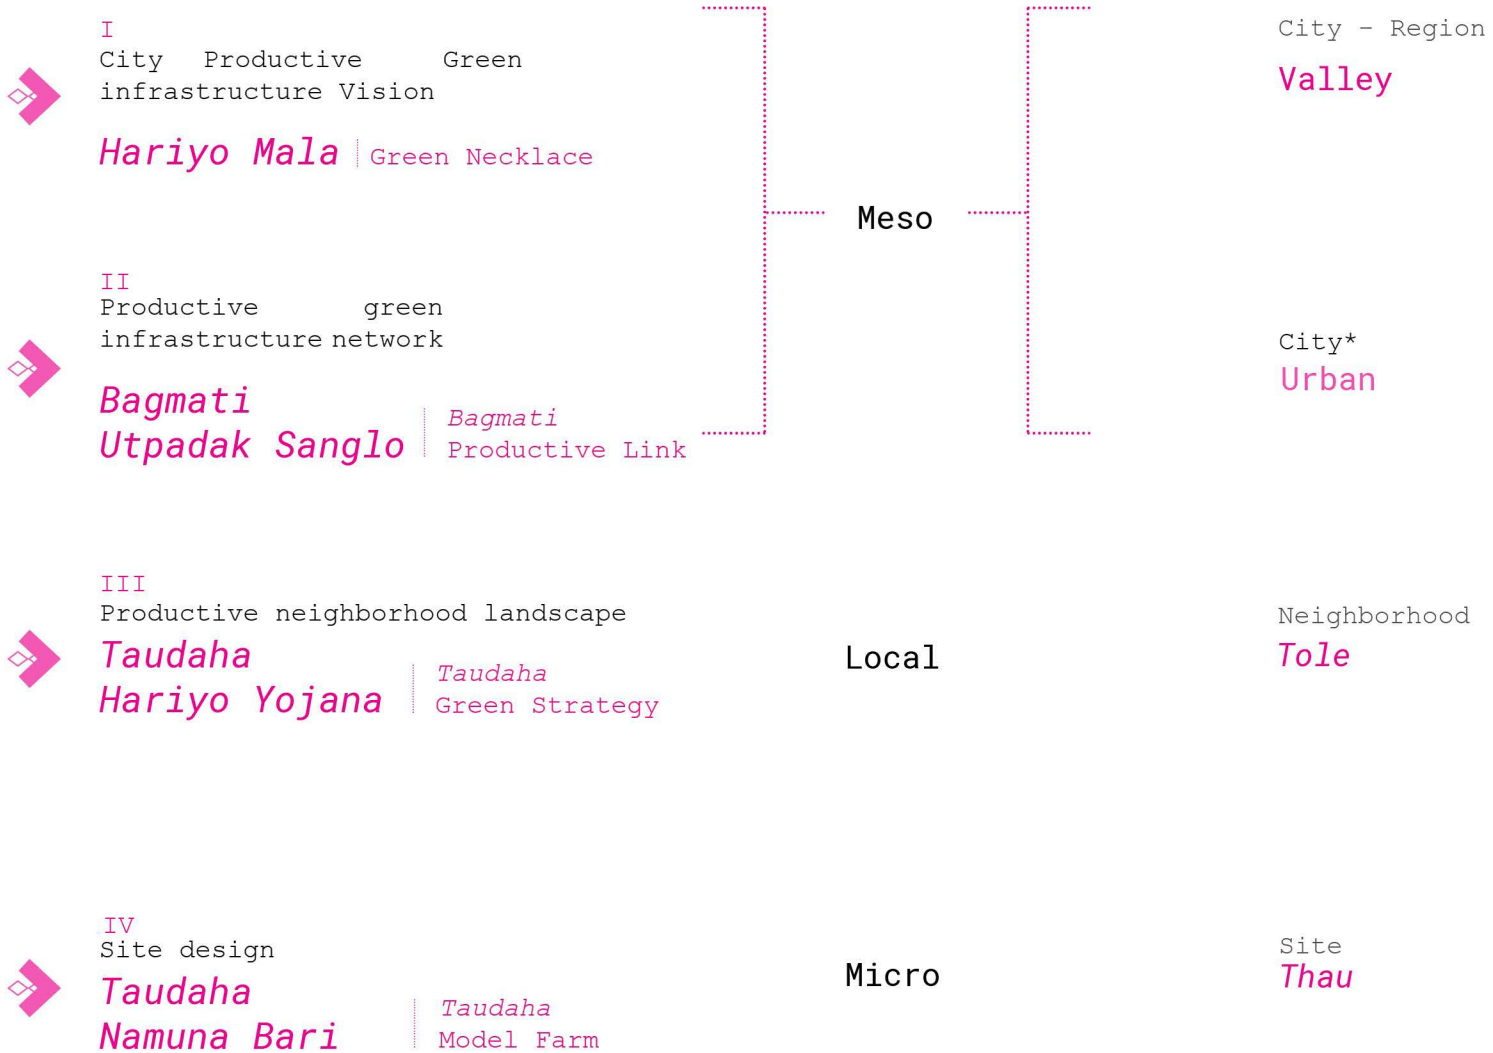 I
City Productive Green
infrastructure Vision
Hariyo Mala
Green Necklace
Meso
City - Region
Valley
II
Productive green
infrastructure network
Bagmati
Utpadak Sanglo
Bagmati
Productive Link
City*
Urban
III
Productive neighborhood landscape
Taudaha
Hariyo Yojana
Taudaha
Green Strategy
Local
Neighborhood
Tole
IV
Site design
Taudaha
Namuna Bari
Taudaha
Model Farm
Micro
Site
Thau